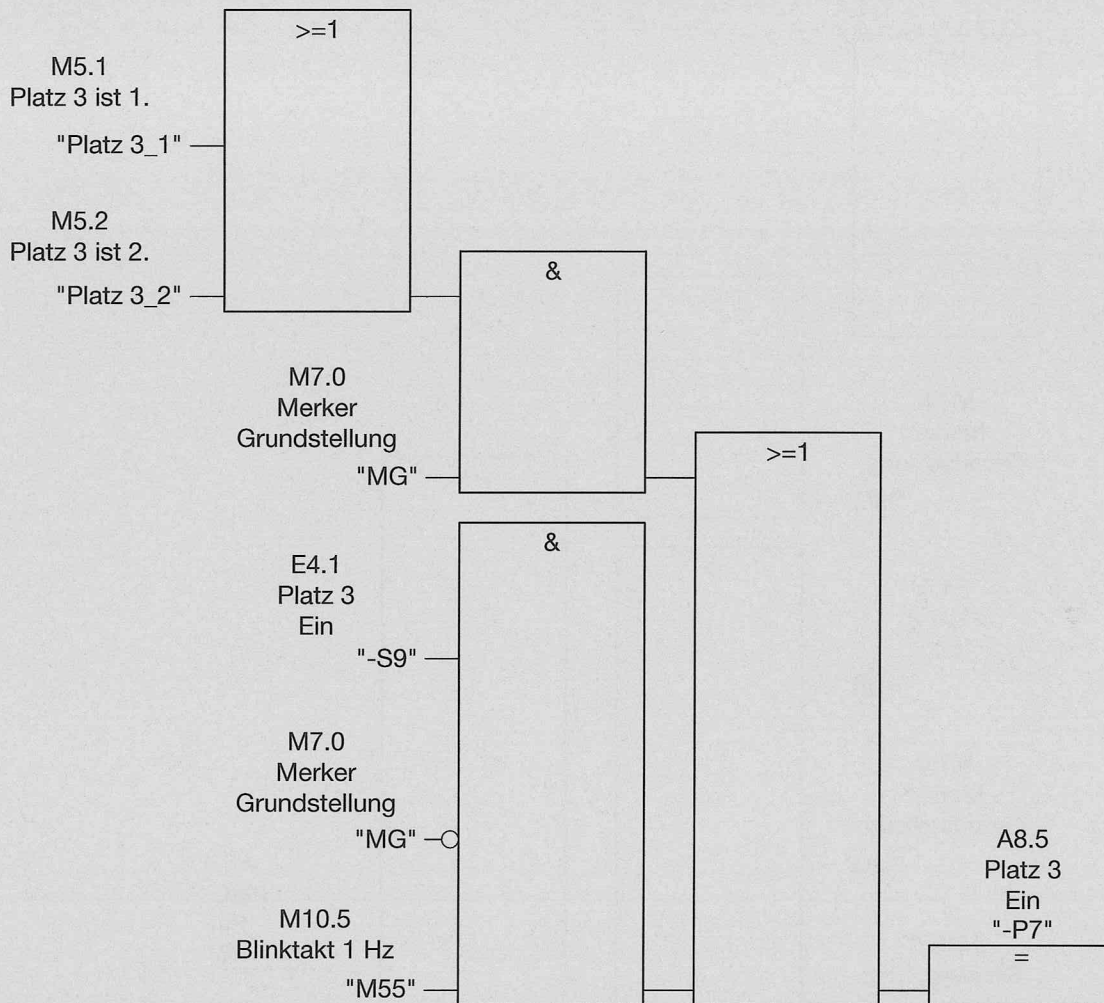 >=1
M5.1
Platz 3 ist 1.
"Platz 3_1"
M5.2
Platz 3 ist 2.
"Platz 3_2"
&
M7.0
Merker
Grundstellung
"MG"
>=1
&
E4.1
Platz 3
Ein
"-S9"
M7.0
Merker
Grundstellung
"MG"
A8.5
Platz 3
Ein
"-P7"
=
M10.5
Blinktakt 1 Hz
"M55"